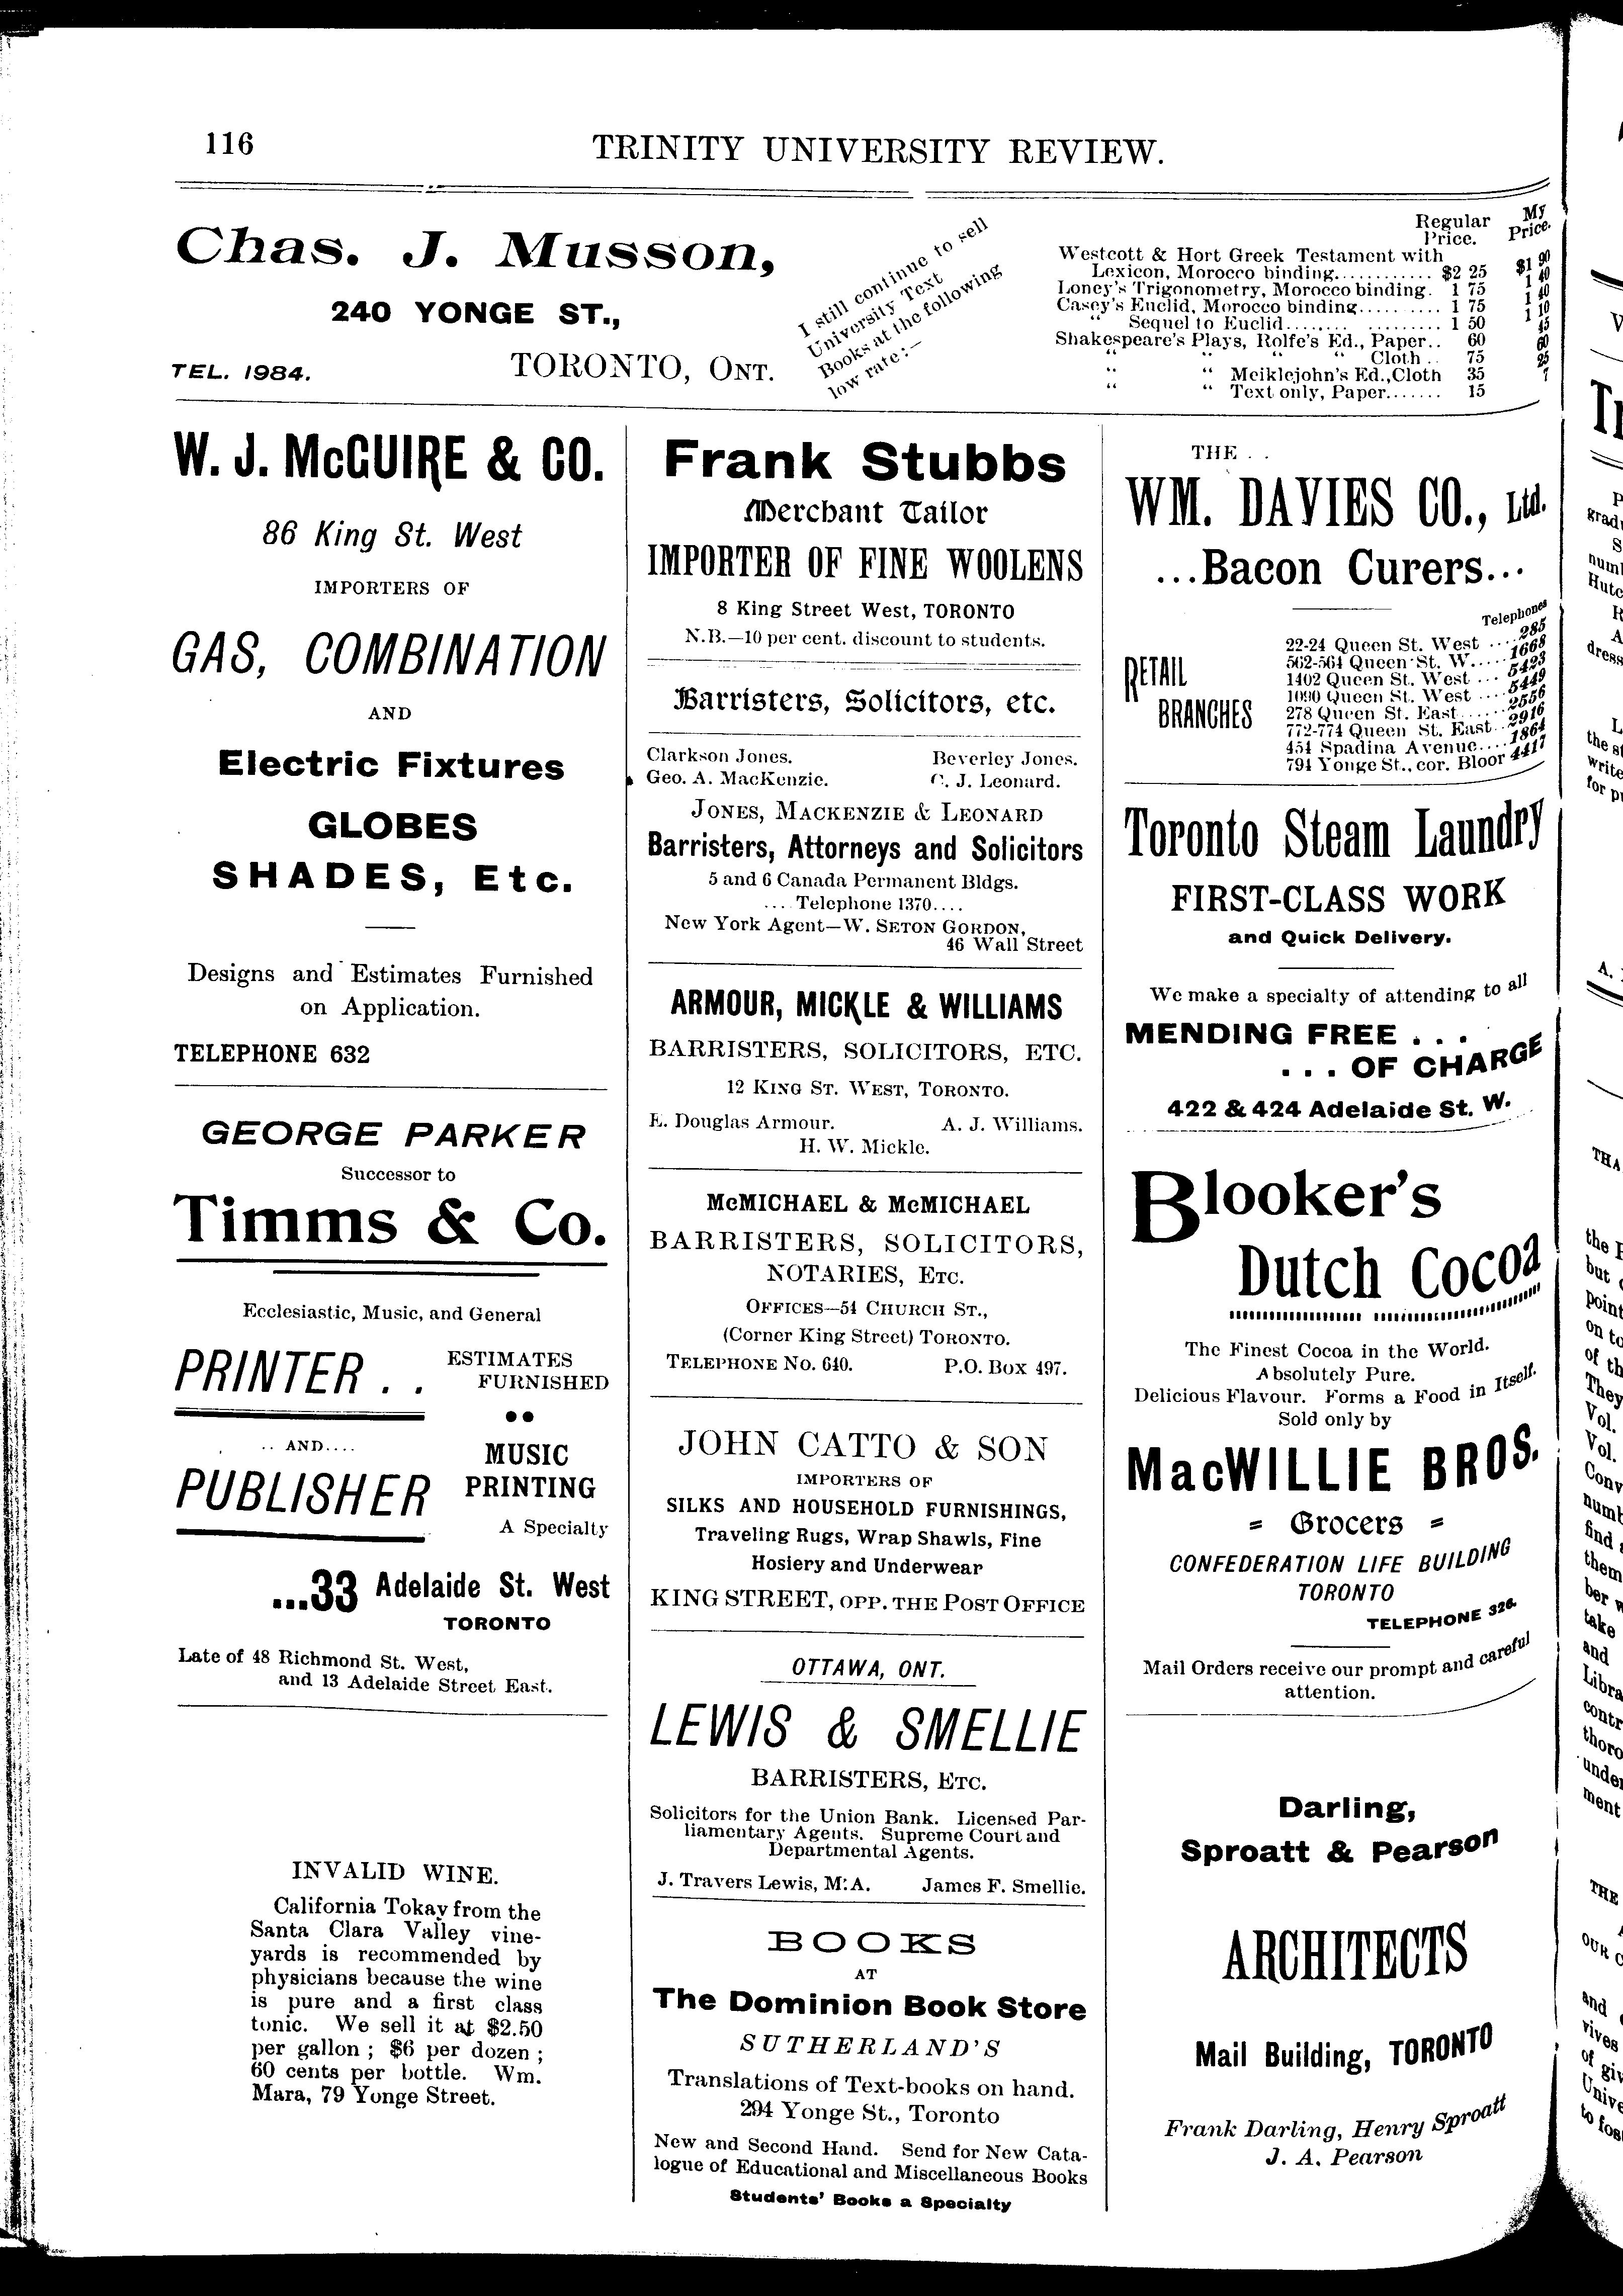 116
TRINITY UNIVERSITY REVIEW.
Chas. J. Musson,
240 YONGE ST.,
TEL. 1984. TORONTO, ONT.
I still continue to sell
University Text
Books at the following
low rate:—
Regular Price. My Price.
Westcott & Hort Greek Testament with
Lexicon, Morocco binding............ $2 25 $1 90
Loney's Trigonometry, Morocco binding. 1 75 1 40
Casey's Euclid, Morocco binding.......... 1 75 1 40
“ Sequel to Euclid........ ......... 1 50 1 10
Shakespeare's Plays, Rolfe's Ed., Paper.. 60 45
“ “ “ “ Cloth .. 75 60
“ “ Meiklejohn's Ed.,Cloth 35 25
“ “ Text only, Paper....... 15 7
W. J. McGUIRE & CO.
86 King St. West
IMPORTERS OF
GAS, COMBINATION
AND
Electric Fixtures
GLOBES
SHADES, Etc.
Designs and Estimates Furnished
on Application.
TELEPHONE 632
GEORGE PARKER
Successor to
Timms & Co.
Ecclesiastic, Music, and General
PRINTER . .
ESTIMATES
FURNISHED
.. AND....
PUBLISHER
MUSIC
PRINTING
A Specialty
...33 Adelaide St. West
TORONTO
Late of 48 Richmond St. West,
and 13 Adelaide Street East.
INVALID WINE.
California Tokay from the
Santa Clara Valley vine-
yards is recommended by
physicians because the wine
is pure and a first class
tonic. We sell it at $2.50
per gallon ; $6 per dozen ;
60 cents per bottle. Wm.
Mara, 79 Yonge Street.
Frank Stubbs
Merchant Tailor
IMPORTER OF FINE WOOLENS
8 King Street West, TORONTO
N.B.—10 per cent. discount to students.
Barristers, Solicitors, etc.
Clarkson Jones. Beverley Jones.
Geo. A. MacKenzie. C. J. Leonard.
JONES, MACKENZIE & LEONARD
Barristers, Attorneys and Solicitors
5 and 6 Canada Permanent Bldgs.
....Telephone 1370....
New York Agent—W. SETON GORDON,
46 Wall Street
ARMOUR, MICKLE & WILLIAMS
BARRISTERS, SOLICITORS, ETC.
12 KING ST. WEST, TORONTO.
E. Douglas Armour. A. J. Williams.
H. W. Mickle.
McMICHAEL & McMICHAEL
BARRISTERS, SOLICITORS,
NOTARIES, ETC.
OFFICES—54 CHURCH ST.,
(Corner King Street) TORONTO.
TELEPHONE NO. 640. P.O. BOX 497.
JOHN CATTO & SON
IMPORTERS OF
SILKS AND HOUSEHOLD FURNISHINGS,
Traveling Rugs, Wrap Shawls, Fine
Hosiery and Underwear
KING STREET, OPP. THE POST OFFICE
OTTAWA, ONT.
LEWIS & SMELLIE
BARRISTERS, ETC.
Solicitors for the Union Bank. Licensed Par-
liamentary Agents. Supreme Court and
Departmental Agents.
J. Travers Lewis, M.A. James F. Smellie.
BOOKS
AT
The Dominion Book Store
SUTHERLAND'S
Translations of Text-books on hand.
294 Yonge St., Toronto
New and Second Hand. Send for New Cata-
logue of Educational and Miscellaneous Books
Students' Books a Specialty
THE . .
WM. DAVIES CO., Ltd.
...Bacon Curers...
RETAIL
BRANCHES
Telephones
22-24 Queen St. West ....285
562-564 Queen St. W.....1668
1402 Queen St. West ... 5423
1090 Queen St. West ....5449
278 Queen St. East......2556
772-774 Queen St. East..2916
454 Spadina Avenue....1864
794 Yonge St., cor. Bloor 4417
Toronto Steam Laundry
FIRST-CLASS WORK
and Quick Delivery.
We make a specialty of attending to all
MENDING FREE . . .
. . . OF CHARGE
422 & 424 Adelaide St. W.
Blooker's
Dutch Cocoa
The Finest Cocoa in the World.
Absolutely Pure.
Delicious Flavour. Forms a Food in Itself.
Sold only by
MacWILLIE BROS.
= Grocers =
CONFEDERATION LIFE BUILDING
TORONTO
TELEPHONE 326.
Mail Orders receive our prompt and careful
attention.
Darling,
Sproatt & Pearson
ARCHITECTS
Mail Building, TORONTO
Frank Darling, Henry Sproatt
J. A. Pearson